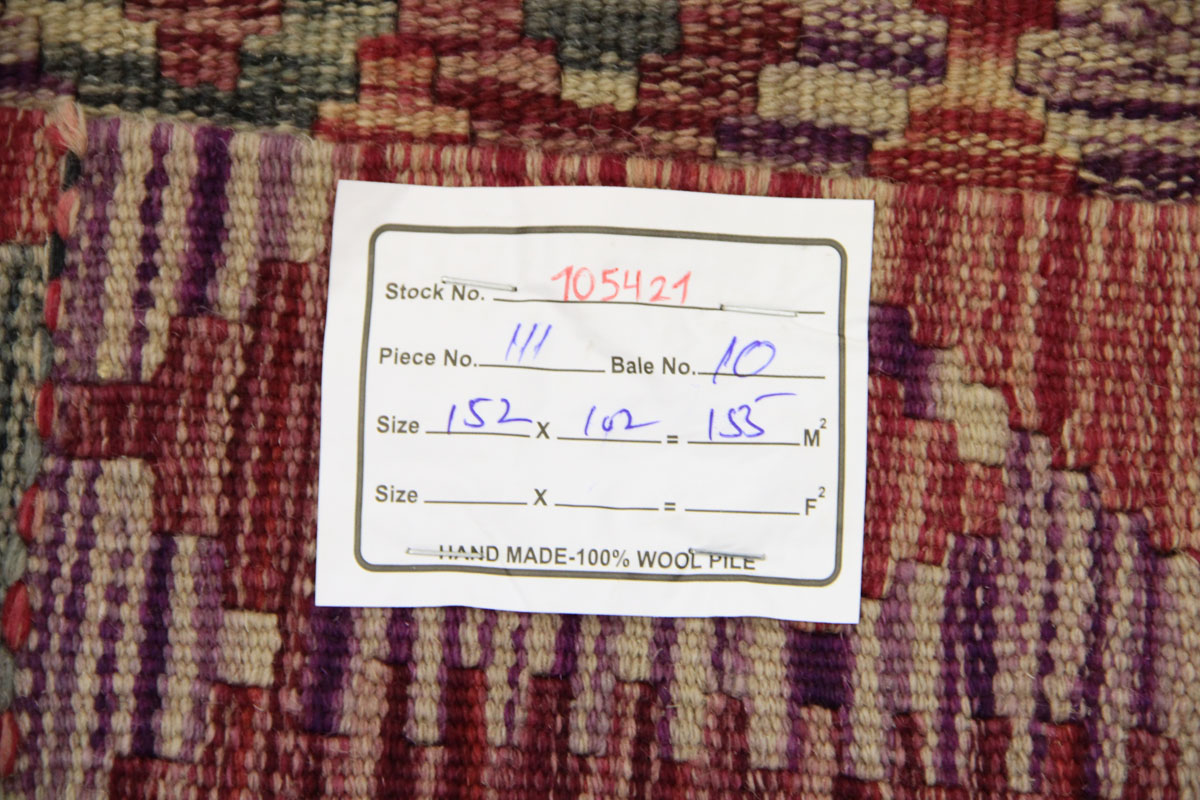 Stock No. 105421
Piece No. 111 Bale No. 10
Size 152 X 102 = 155 M²
Size X = F²
HAND MADE-100% WOOL PILE